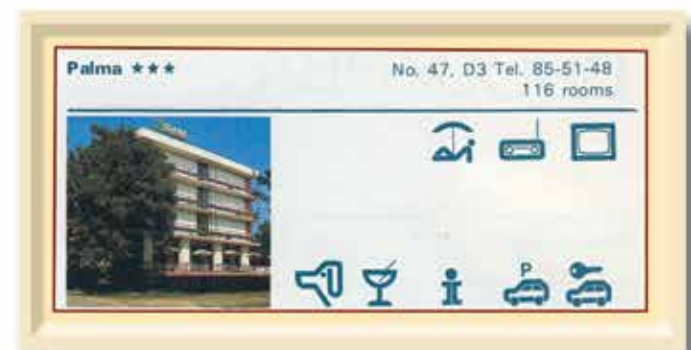 Palma ★★★
No. 47, D3 Tel. 85-51-48
116 rooms
P